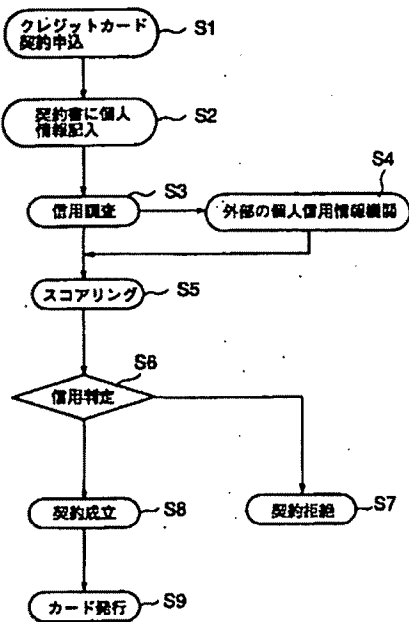 クレジットカード
契約申込
S1
契約書に個人
情報記入
S2
信用調査
S3
外部の個人信用情報機関
S4
スコアリング
S5
信用判定
S6
契約成立
S8
契約拒絶
S7
カード発行
S9